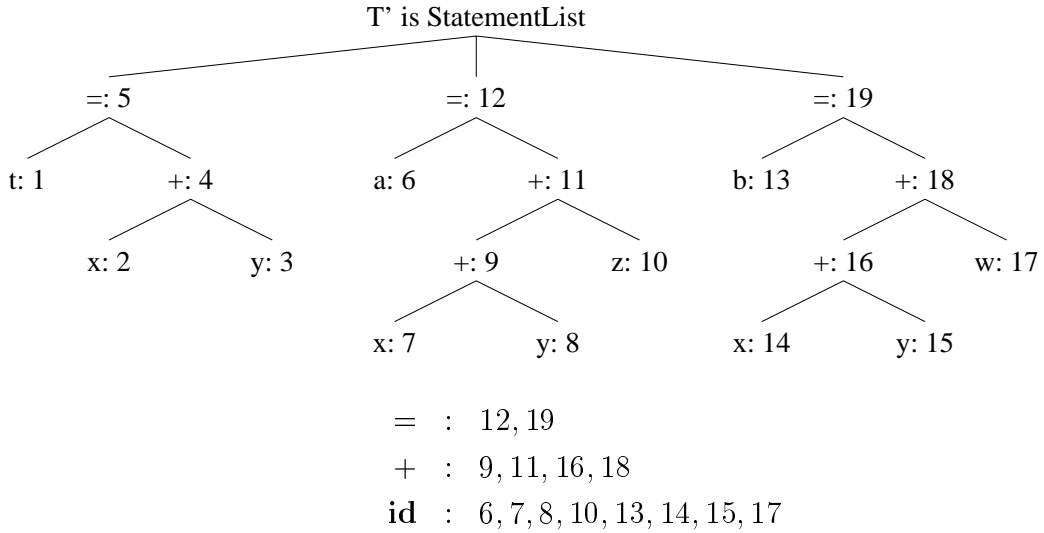 T’ is StatementList
=: 5 =: 12 =: 19
t: 1 +: 4 a: 6 +: 11 b: 13 +: 18
x: 2 y: 3 +: 9 z: 10 +: 16 w: 17
x: 7 y: 8 x: 14 y: 15
= : 12, 19
+ : 9, 11, 16, 18
id : 6, 7, 8, 10, 13, 14, 15, 17